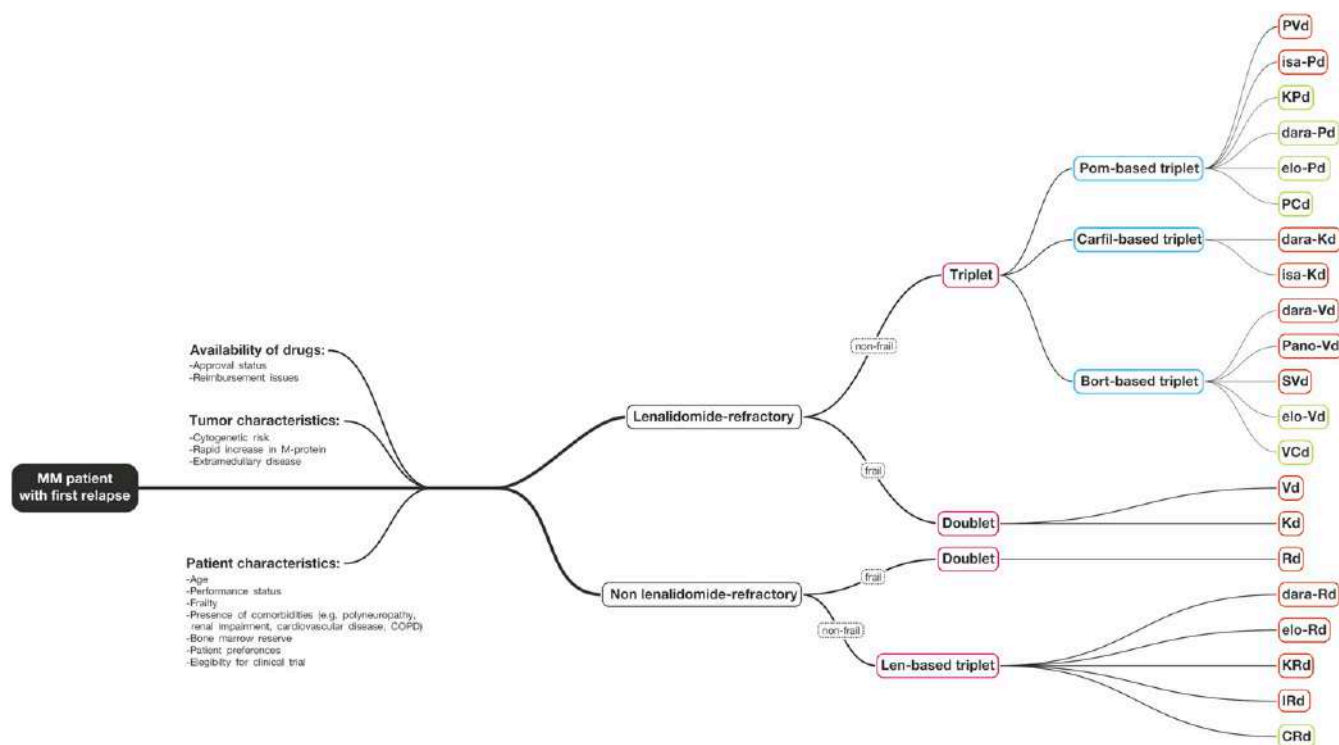 MM patient
with first relapse
Availability of drugs:
-Approval status
-Reimbursement issues
Tumor characteristics:
-Cytogenetic risk
-Rapid increase in M-protein
-Extramedullary disease
Patient characteristics:
-Age
-Performance status
-Frailty
-Presence of comorbidities (e.g. polyneuropathy,
renal impairment, cardiovascular disease, COPD)
-Bone marrow reserve
-Patient preferences
-Elegibility for clinical trial
Lenalidomide-refractory
non-frail
Triplet
Pom-based triplet
PVd
isa-Pd
KPd
dara-Pd
elo-Pd
PCd
Carfil-based triplet
dara-Kd
isa-Kd
Bort-based triplet
dara-Vd
Pano-Vd
SVd
elo-Vd
VCd
frail
Doublet
Vd
Kd
Non lenalidomide-refractory
frail
Doublet
Rd
non-frail
Len-based triplet
dara-Rd
elo-Rd
KRd
IRd
CRd